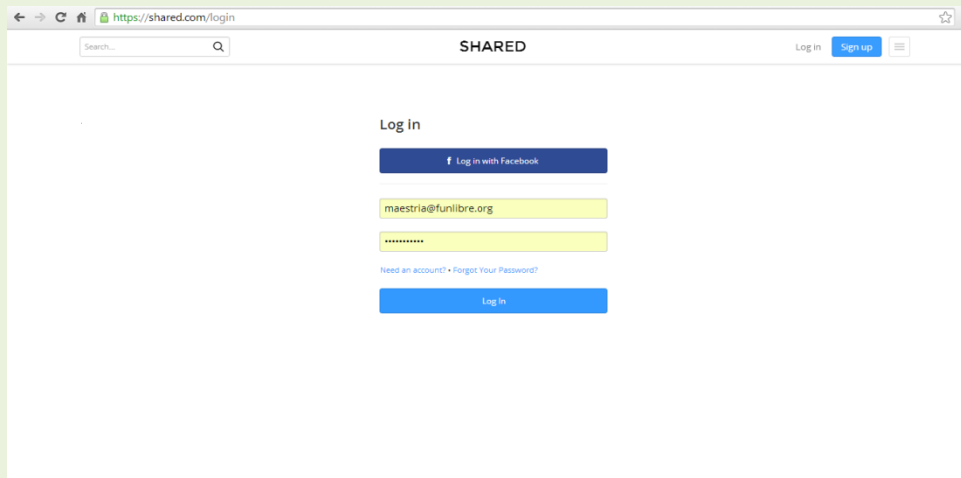 https://shared.com/login
Search...
SHARED
Log in
Sign up
Log in
f Log in with Facebook
maestria@funlibre.org
•••••••••••
Need an account? • Forgot Your Password?
Log In